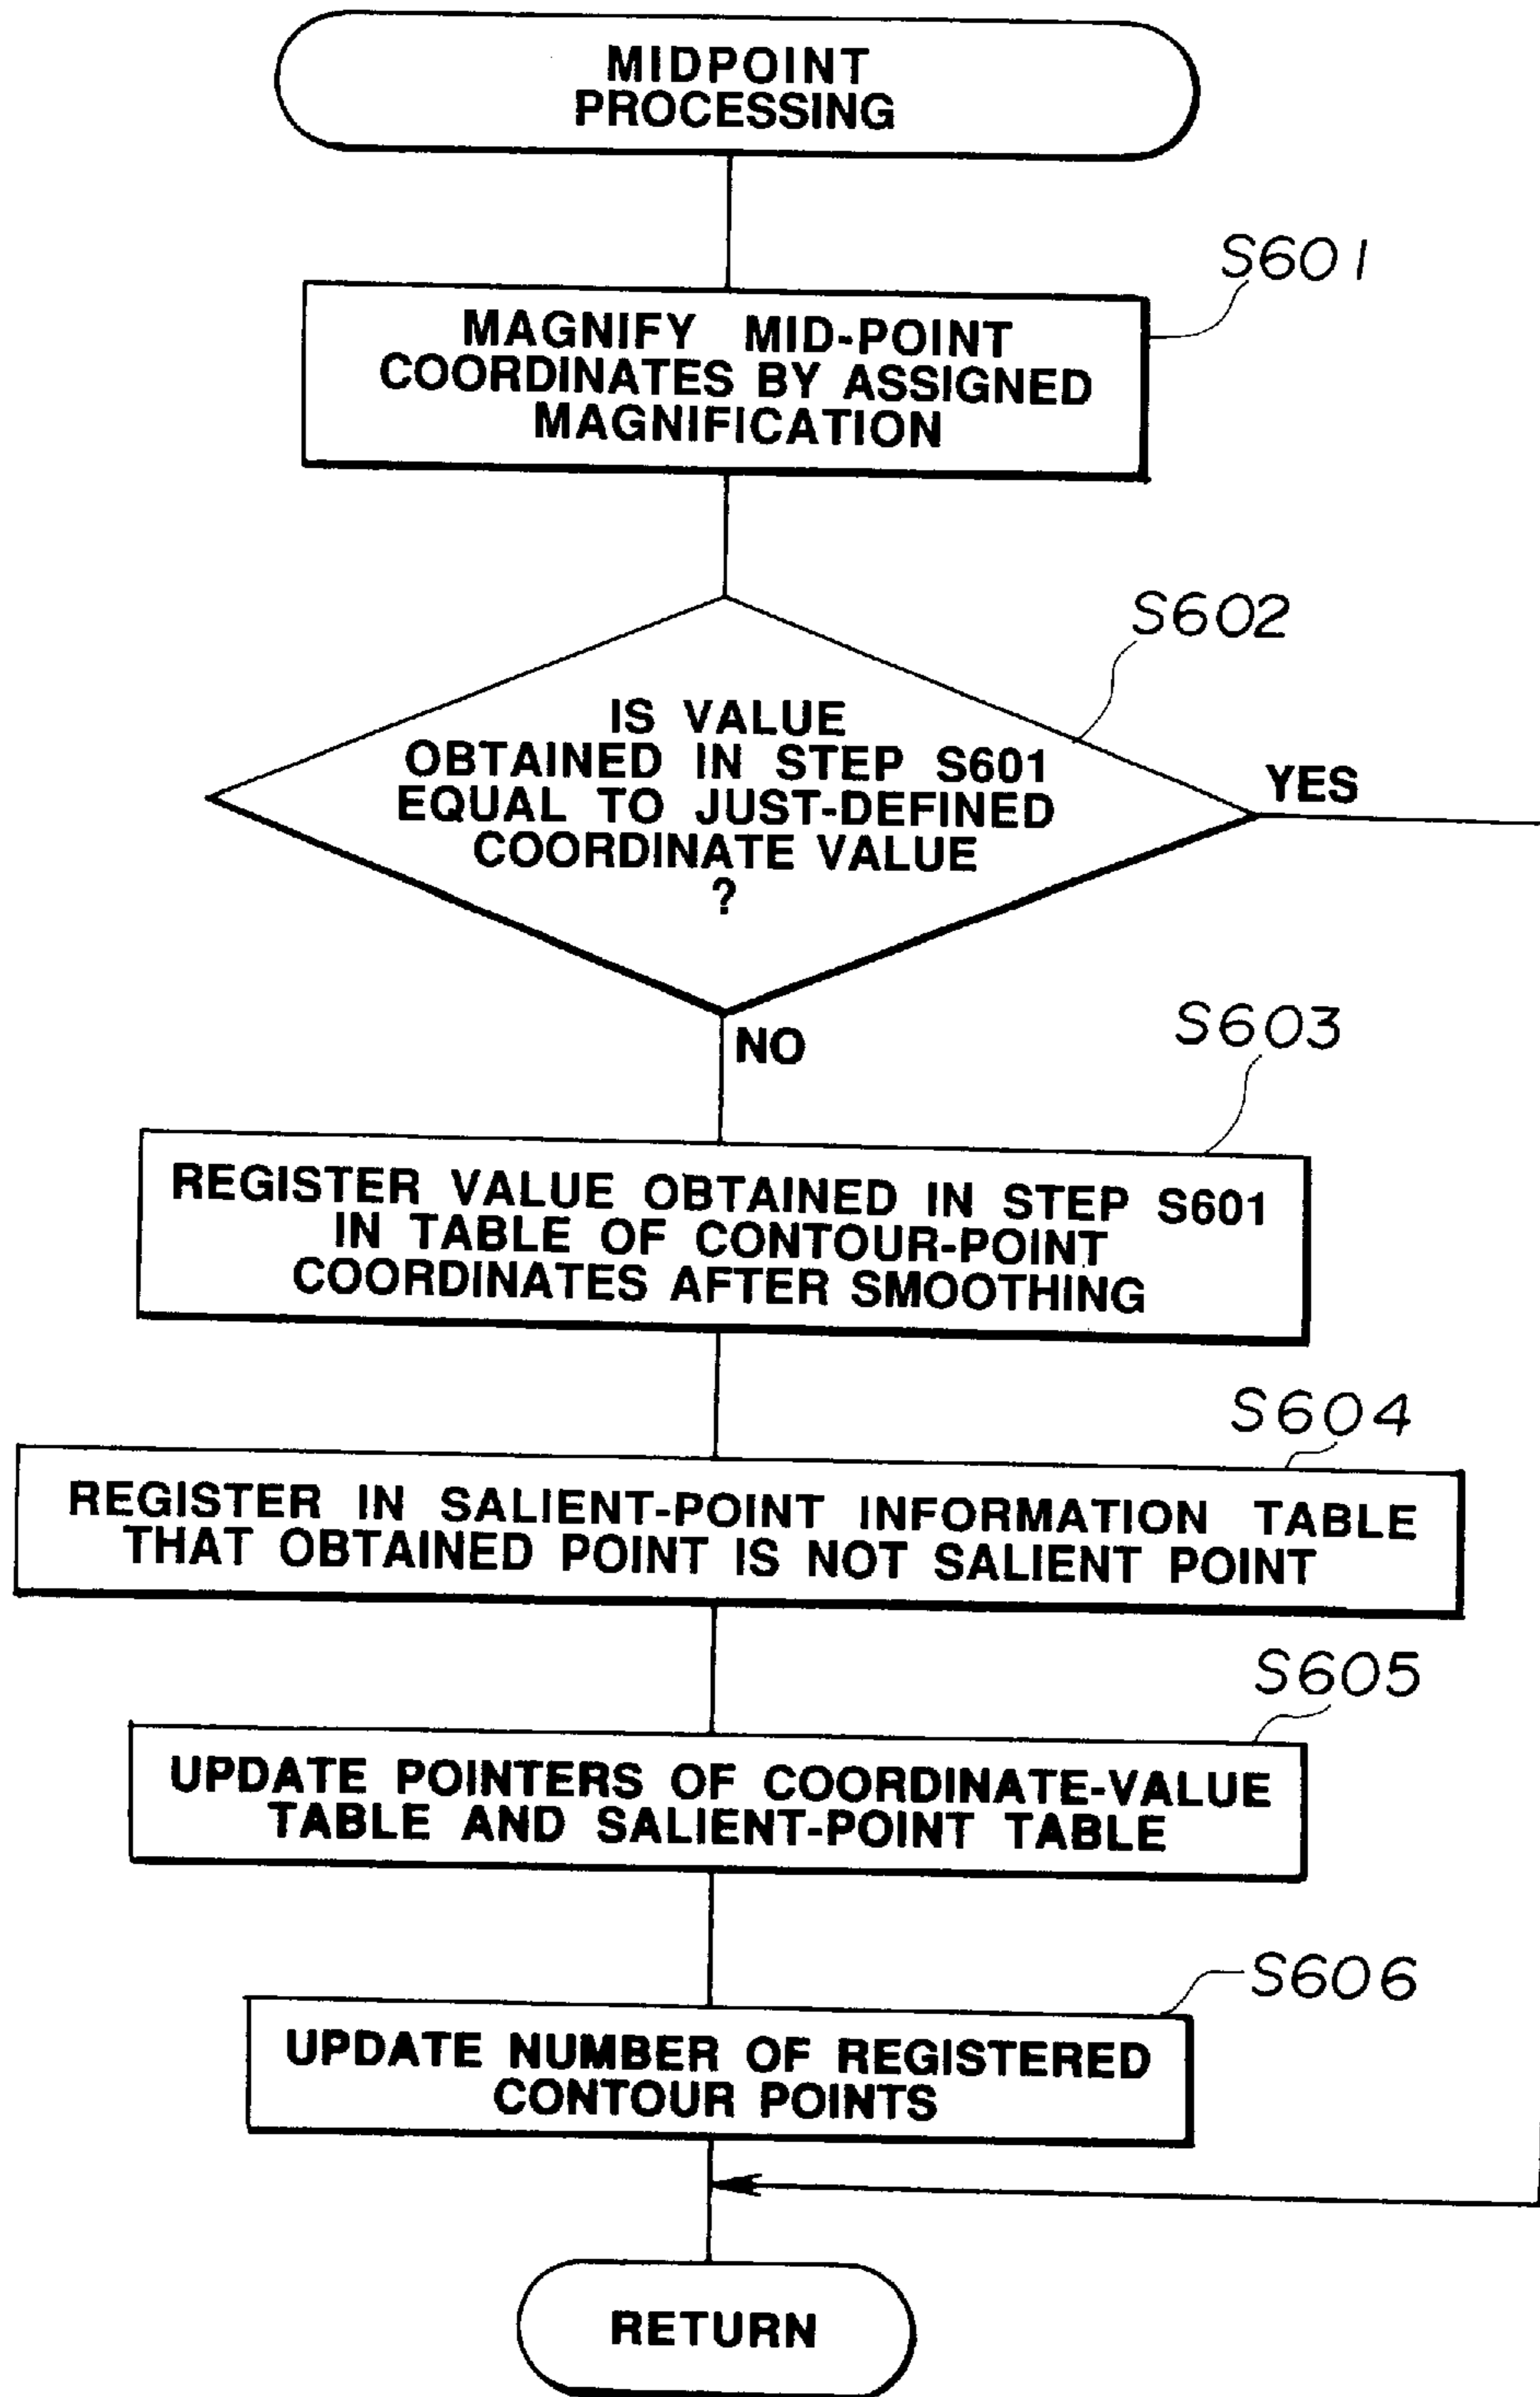 MIDPOINT
PROCESSING
S601
MAGNIFY MID-POINT
COORDINATES BY ASSIGNED
MAGNIFICATION
S602
IS VALUE
OBTAINED IN STEP S601
EQUAL TO JUST-DEFINED
COORDINATE VALUE
?
YES
NO
S603
REGISTER VALUE OBTAINED IN STEP S601
IN TABLE OF CONTOUR-POINT
COORDINATES AFTER SMOOTHING
S604
REGISTER IN SALIENT-POINT INFORMATION TABLE
THAT OBTAINED POINT IS NOT SALIENT POINT
S605
UPDATE POINTERS OF COORDINATE-VALUE
TABLE AND SALIENT-POINT TABLE
S606
UPDATE NUMBER OF REGISTERED
CONTOUR POINTS
RETURN